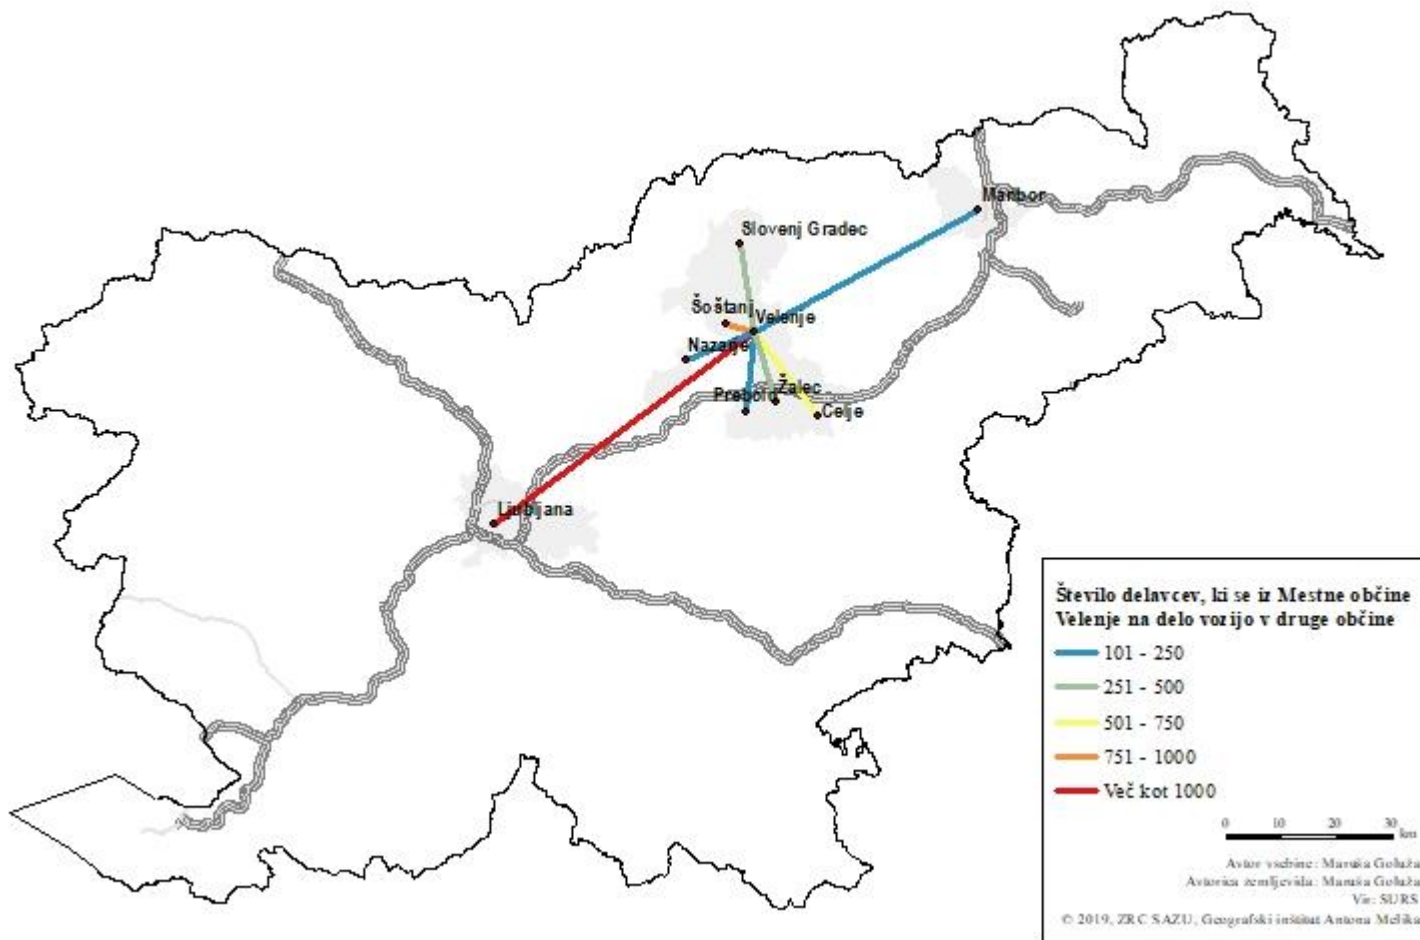 Maribor
Slovenj Gradec
Šoštanj
Velenje
Nazarje
Žalec
Prebold
Celje
Ljubljana
Število delavcev, ki se iz Mestne občine
Velenje na delo vozijo v druge občine
101 - 250
251 - 500
501 - 750
751 - 1000
Več kot 1000
0 10 20 30
km
Avtor vsebine: Maruša Goluža
Avtorica zemljevida: Maruša Goluža
Vir: SURS
© 2019, ZRC SAZU, Geografski inštitut Antona Melika